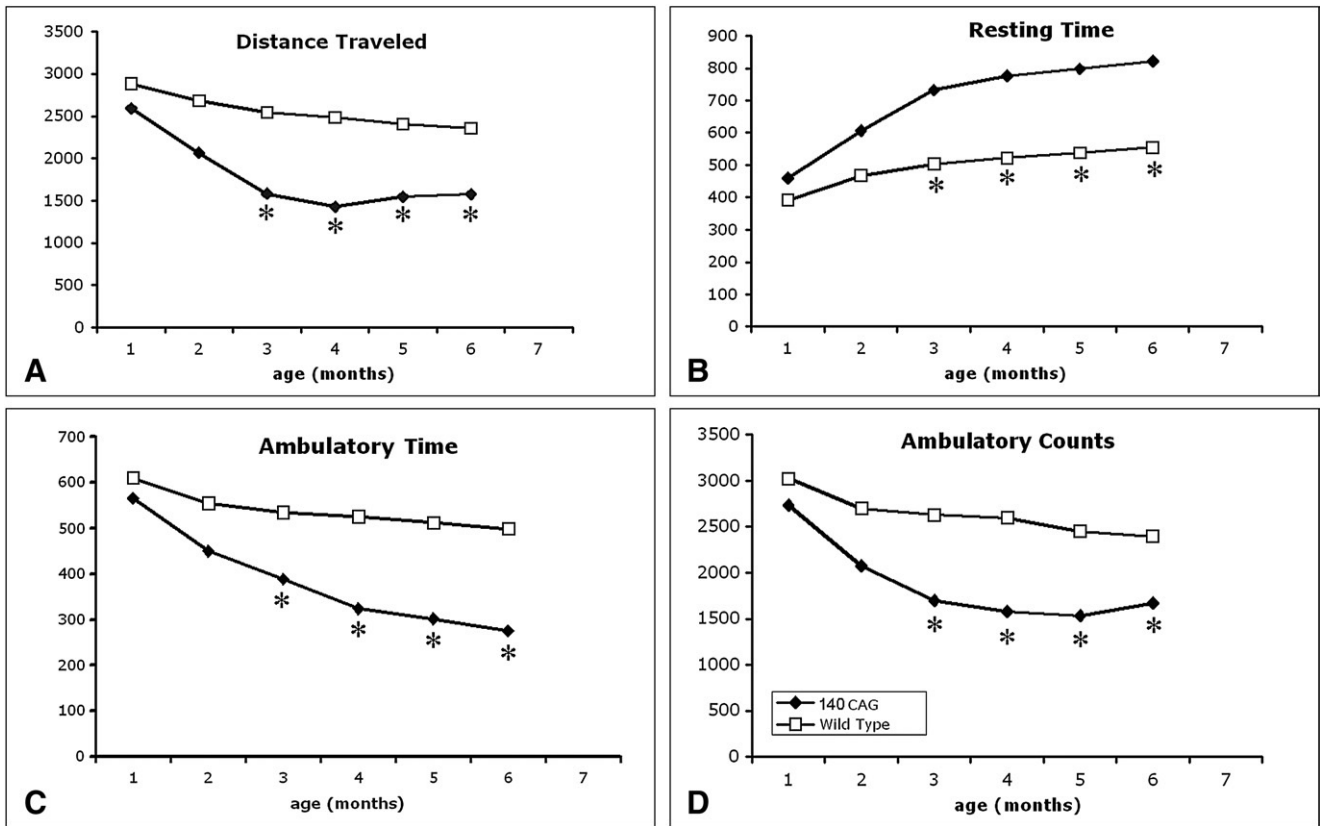 Distance Traveled
3500
3000
2500
2000
1500
1000
500
0
* * * *
1 2 3 4 5 6 7
age (months)
A
Resting Time
900
800
700
600
500
400
300
200
100
0
* * * *
1 2 3 4 5 6 7
age (months)
B
Ambulatory Time
700
600
500
400
300
200
100
0
* * * *
1 2 3 4 5 6 7
age (months)
C
Ambulatory Counts
3500
3000
2500
2000
1500
1000
500
0
* * * *
140 CAG
Wild Type
1 2 3 4 5 6 7
age (months)
D